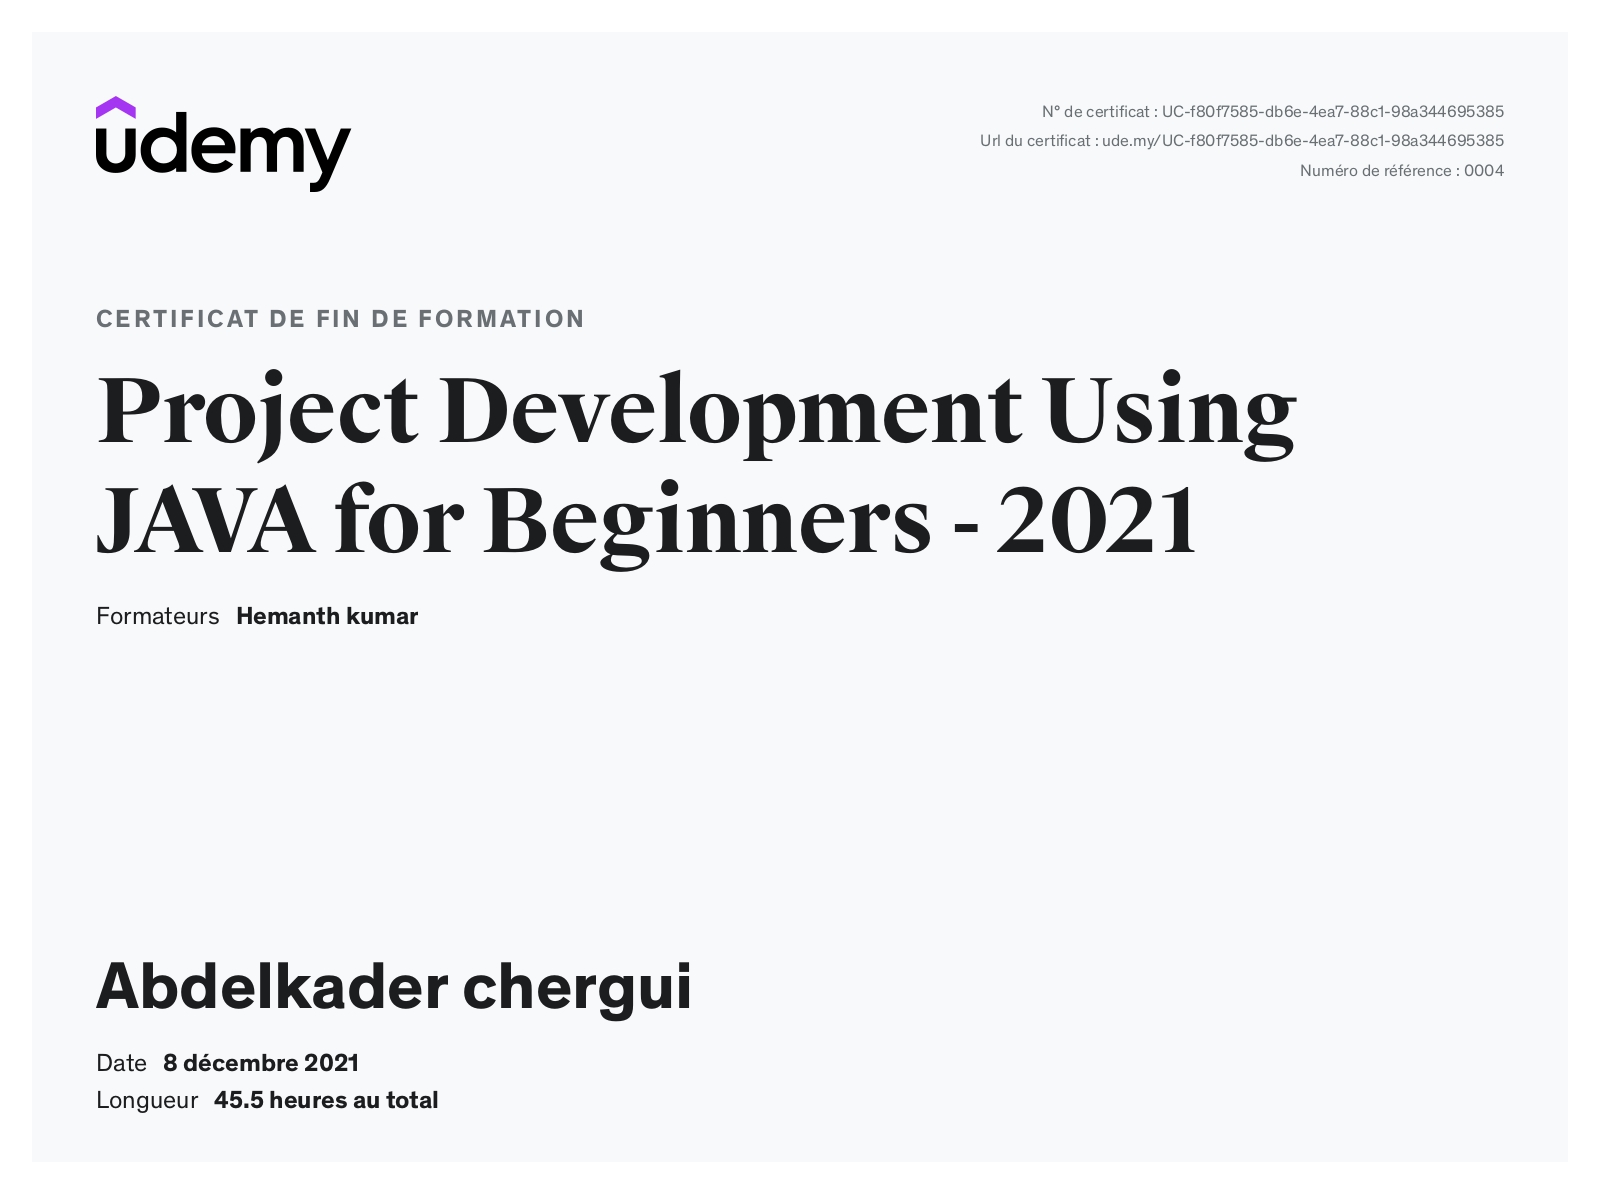 udemy
N° de certificat : UC-f80f7585-db6e-4ea7-88c1-98a344695385
Url du certificat : ude.my/UC-f80f7585-db6e-4ea7-88c1-98a344695385
Numéro de référence : 0004
CERTIFICAT DE FIN DE FORMATION
Project Development Using
JAVA for Beginners - 2021
Formateurs Hemanth kumar
Abdelkader chergui
Date 8 décembre 2021
Longueur 45.5 heures au total